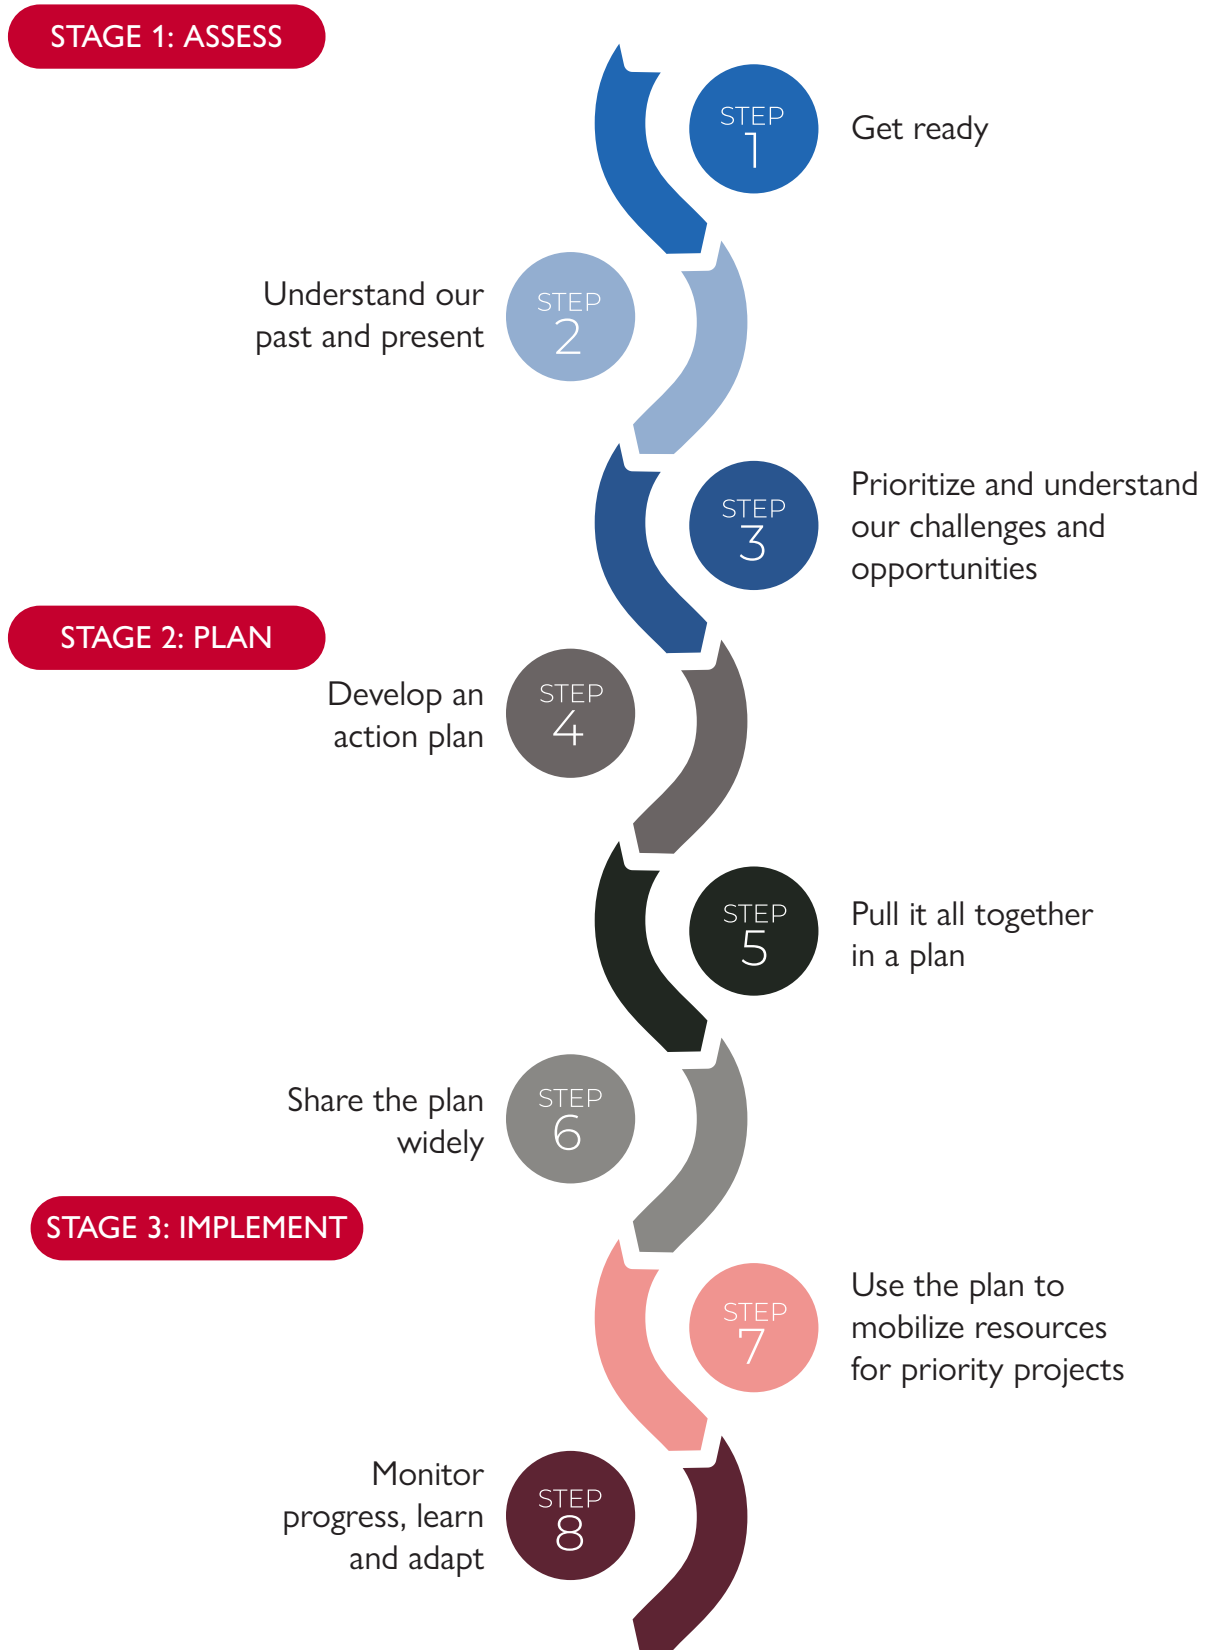 STAGE 1: ASSESS
STEP
1
Get ready
Understand our
past and present
STEP
2
STEP
3
Prioritize and understand
our challenges and
opportunities
STAGE 2: PLAN
Develop an
action plan
STEP
4
STEP
5
Pull it all together
in a plan
Share the plan
widely
STEP
6
STAGE 3: IMPLEMENT
STEP
7
Use the plan to
mobilize resources
for priority projects
Monitor
progress, learn
and adapt
STEP
8